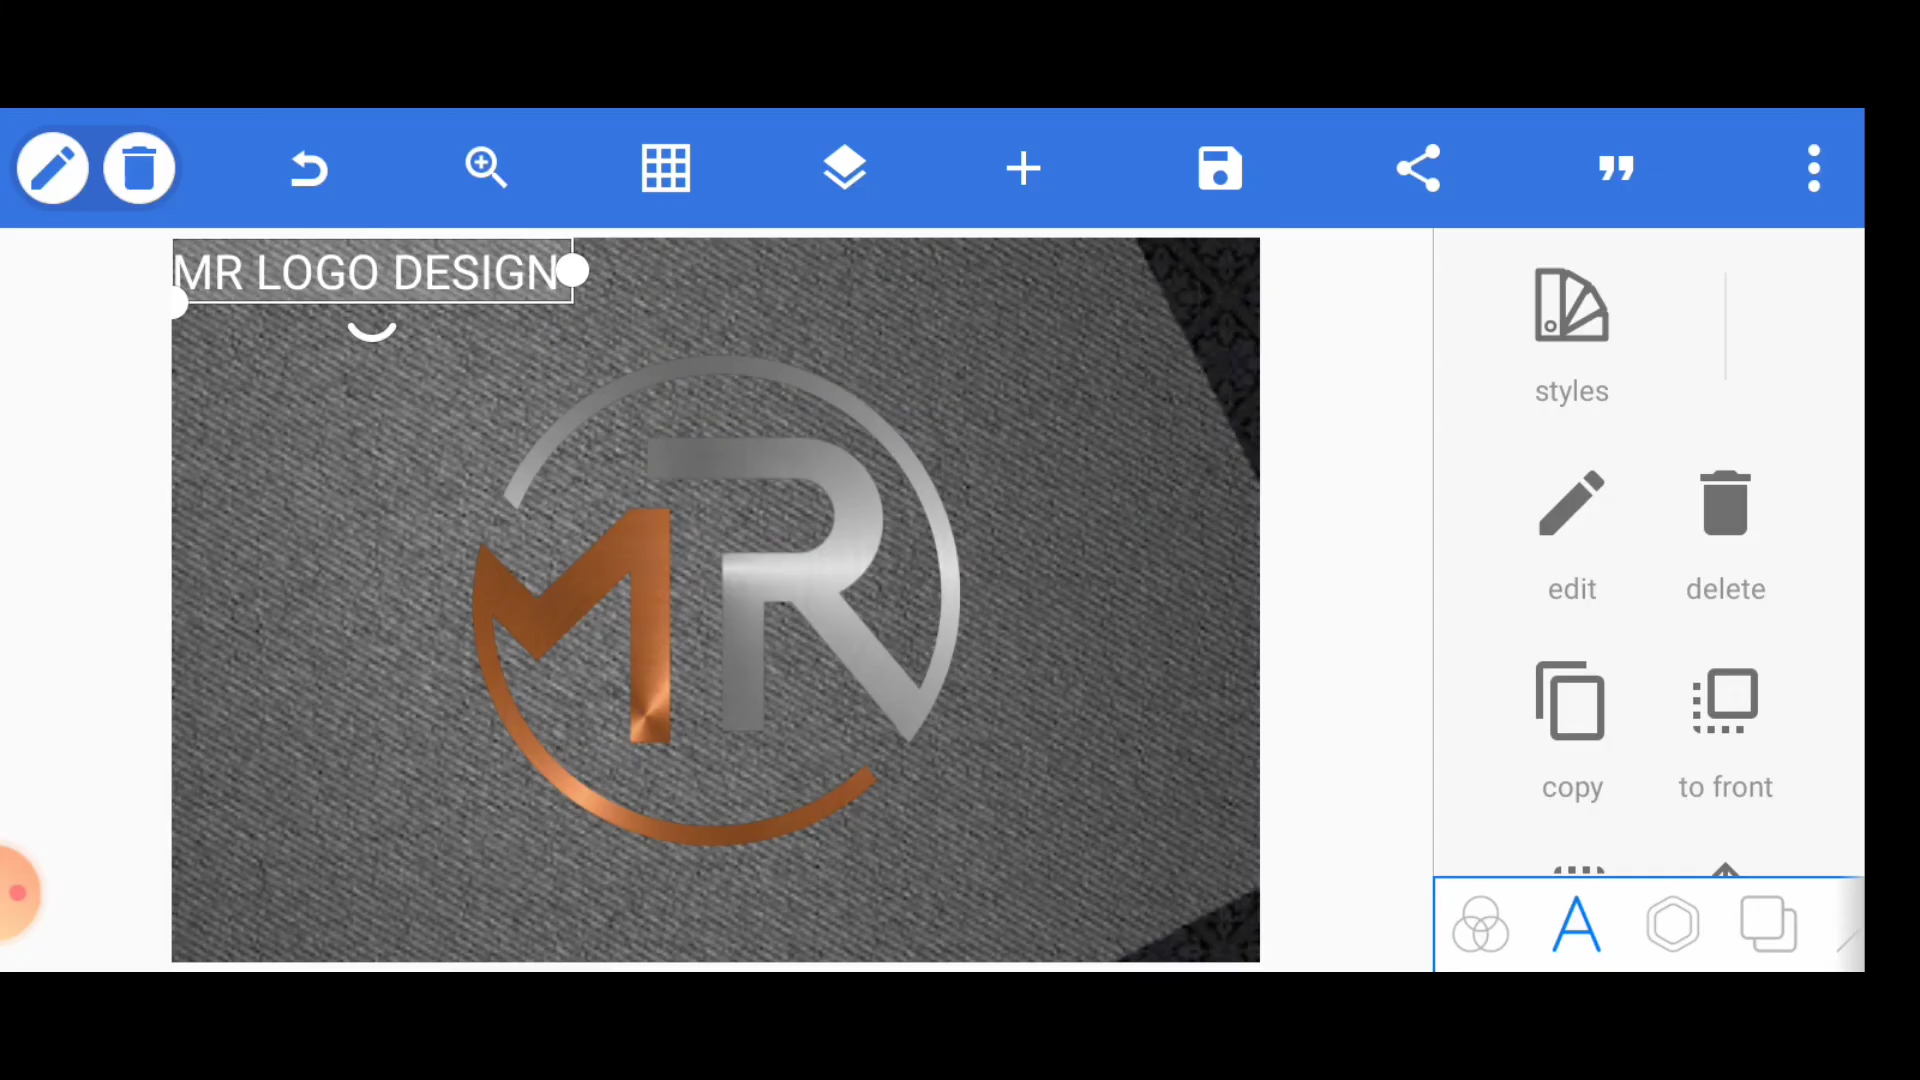 MR LOGO DESIGN
MR
styles
edit
delete
copy
to front